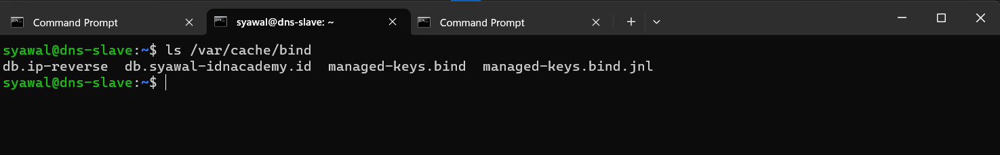 Command Prompt
syawal@dns-slave: ~
Command Prompt
syawal@dns-slave:~$ ls /var/cache/bind
db.ip-reverse  db.syawal-idnacademy.id  managed-keys.bind  managed-keys.bind.jnl
syawal@dns-slave:~$